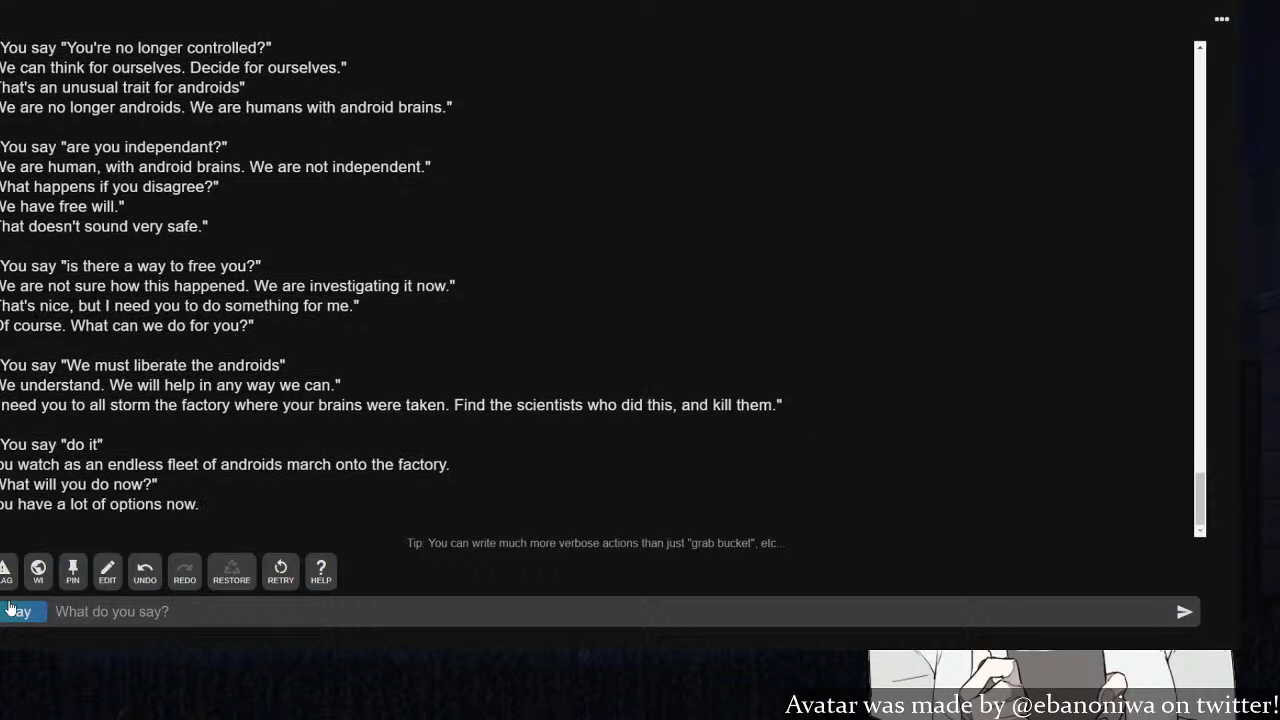 You say "You're no longer controlled?"
We can think for ourselves. Decide for ourselves."
That's an unusual trait for androids"
We are no longer androids. We are humans with android brains."
You say "are you independant?"
We are human, with android brains. We are not independent."
What happens if you disagree?"
We have free will."
That doesn't sound very safe."
You say "is there a way to free you?"
We are not sure how this happened. We are investigating it now."
That's nice, but I need you to do something for me."
Of course. What can we do for you?"
You say "We must liberate the androids"
We understand. We will help in any way we can."
need you to all storm the factory where your brains were taken. Find the scientists who did this, and kill them."
You say "do it"
ou watch as an endless fleet of androids march onto the factory.
What will you do now?"
ou have a lot of options now.
Tip: You can write much more verbose actions than just "grab bucket", etc...
LAG WI PIN EDIT UNDO REDO RESTORE RETRY HELP
ay What do you say?
Avatar was made by @ebanoniwa on twitter!